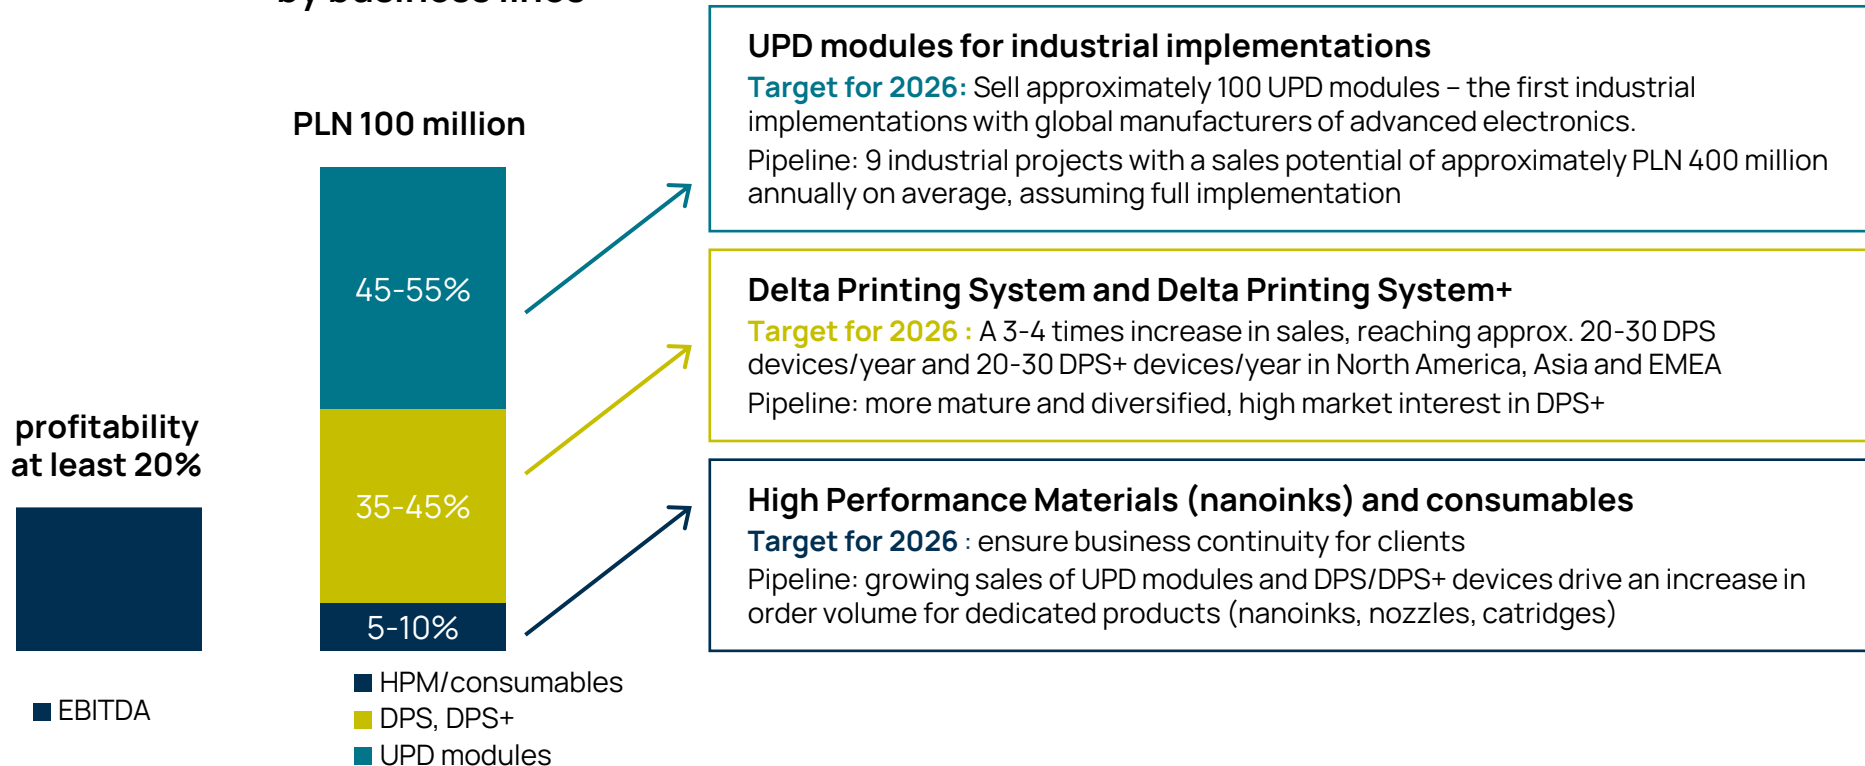 by business lines
PLN 100 million
45-55%
35-45%
5-10%
HPM/consumables
DPS, DPS+
UPD modules
profitability
at least 20%
EBITDA
UPD modules for industrial implementations
Target for 2026: Sell approximately 100 UPD modules – the first industrial
implementations with global manufacturers of advanced electronics.
Pipeline: 9 industrial projects with a sales potential of approximately PLN 400 million
annually on average, assuming full implementation
Delta Printing System and Delta Printing System+
Target for 2026 : A 3-4 times increase in sales, reaching approx. 20-30 DPS
devices/year and 20-30 DPS+ devices/year in North America, Asia and EMEA
Pipeline: more mature and diversified, high market interest in DPS+
High Performance Materials (nanoinks) and consumables
Target for 2026 : ensure business continuity for clients
Pipeline: growing sales of UPD modules and DPS/DPS+ devices drive an increase in
order volume for dedicated products (nanoinks, nozzles, catridges)